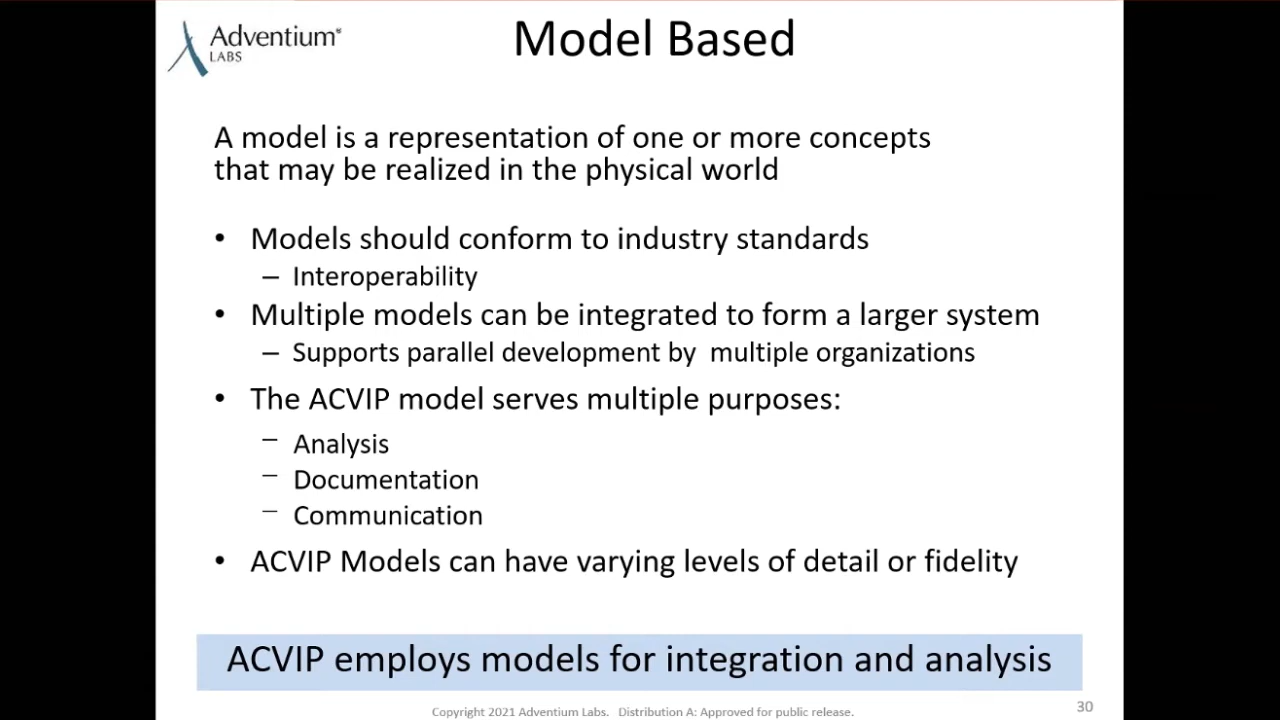 Adventium®
LABS
Model Based
A model is a representation of one or more concepts
that may be realized in the physical world
• Models should conform to industry standards
– Interoperability
• Multiple models can be integrated to form a larger system
– Supports parallel development by  multiple organizations
• The ACVIP model serves multiple purposes:
– Analysis
– Documentation
– Communication
• ACVIP Models can have varying levels of detail or fidelity
ACVIP employs models for integration and analysis
Copyright 2021 Adventium Labs.   Distribution A: Approved for public release.
30